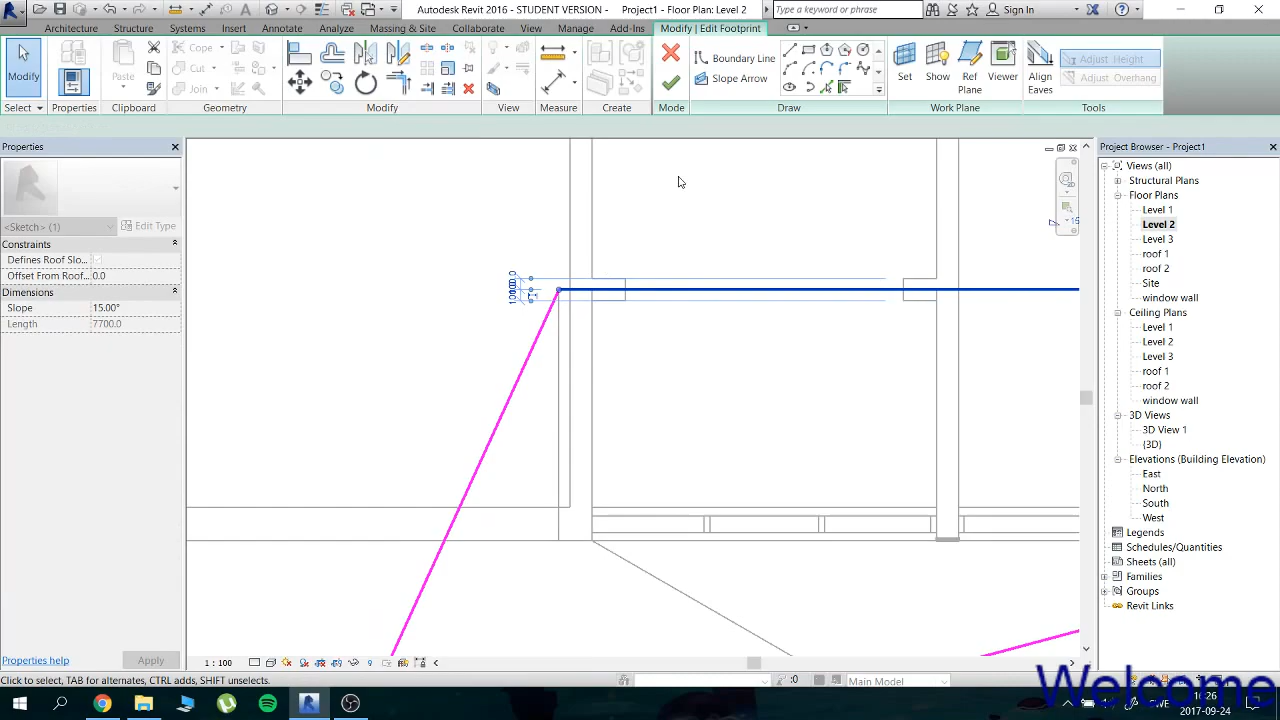 Autodesk Revit 2016 - STUDENT VERSION - Project1 - Floor Plan: Level 2
Type a keyword or phrase
Sign In
Architecture Structure Systems Insert Annotate Analyze Massing & Site Collaborate View Manage Add-Ins Modify | Edit Footprint
Modify
Paste
Cope
Cut
Join
Boundary Line
Slope Arrow
Set Show Ref Plane Viewer
Align Eaves
Adjust Height
Adjust Overhang
Select Properties Clipboard Geometry Modify View Measure Create Mode Draw Work Plane Tools
Properties
<Sketch> (1)
Edit Type
Constraints
Defines Roof Slo...
Offset From Roof... 0.0
Dimensions
Slope 15.00°
Length 7700.0
Properties help
Apply
Project Browser - Project1
Views (all)
Structural Plans
Floor Plans
Level 1
Level 2
Level 3
roof 1
roof 2
Site
window wall
Ceiling Plans
Level 1
Level 2
Level 3
roof 1
roof 2
window wall
3D Views
3D View 1
{3D}
Elevations (Building Elevation)
East
North
South
West
Legends
Schedules/Quantities
Sheets (all)
Families
Groups
Revit Links
1 : 100
Click to select, TAB for alternates, CTRL adds, SHIFT unselects.
:0
Main Model
Welcome
16:26
SWE
2017-09-24